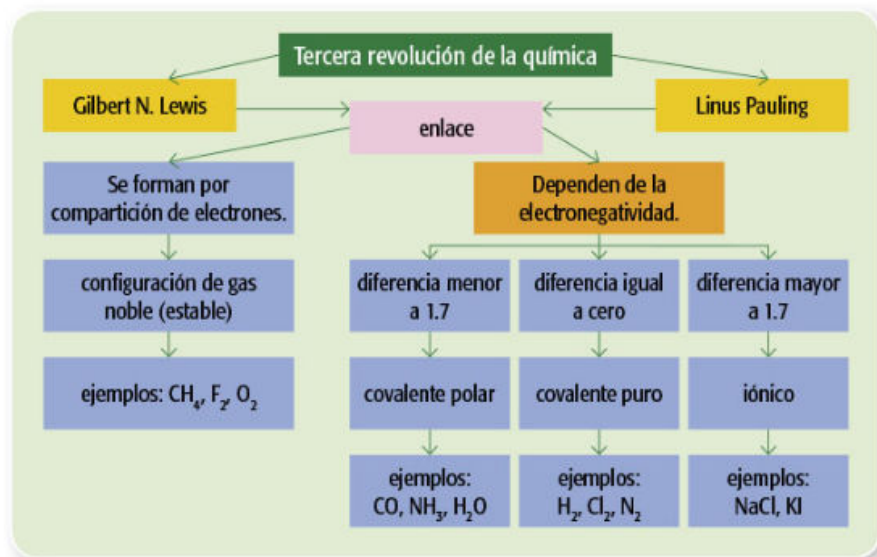 Tercera revolución de la química
Gilbert N. Lewis
Linus Pauling
enlace
Se forman por
compartición de electrones.
Dependen de la
electronegatividad.
configuración de gas
noble (estable)
diferencia menor
a 1.7
diferencia igual
a cero
diferencia mayor
a 1.7
ejemplos: CH₄, F₂, O₂
covalente polar
covalente puro
iónico
ejemplos:
CO, NH₃, H₂O
ejemplos:
H₂, Cl₂, N₂
ejemplos:
NaCl, KI